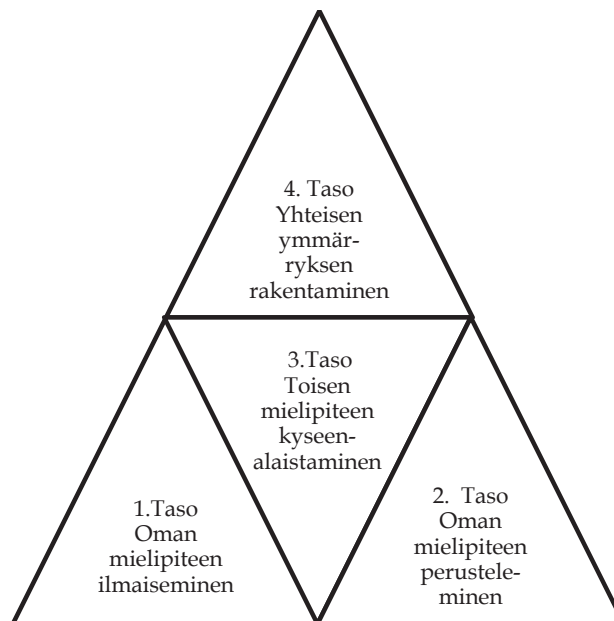 4. Taso
Yhteisen
ymmär-
ryksen
rakentaminen
3.Taso
Toisen
mielipiteen
kyseen-
alaistaminen
1.Taso
Oman
mielipiteen
ilmaiseminen
2. Taso
Oman
mielipiteen
perustele-
minen